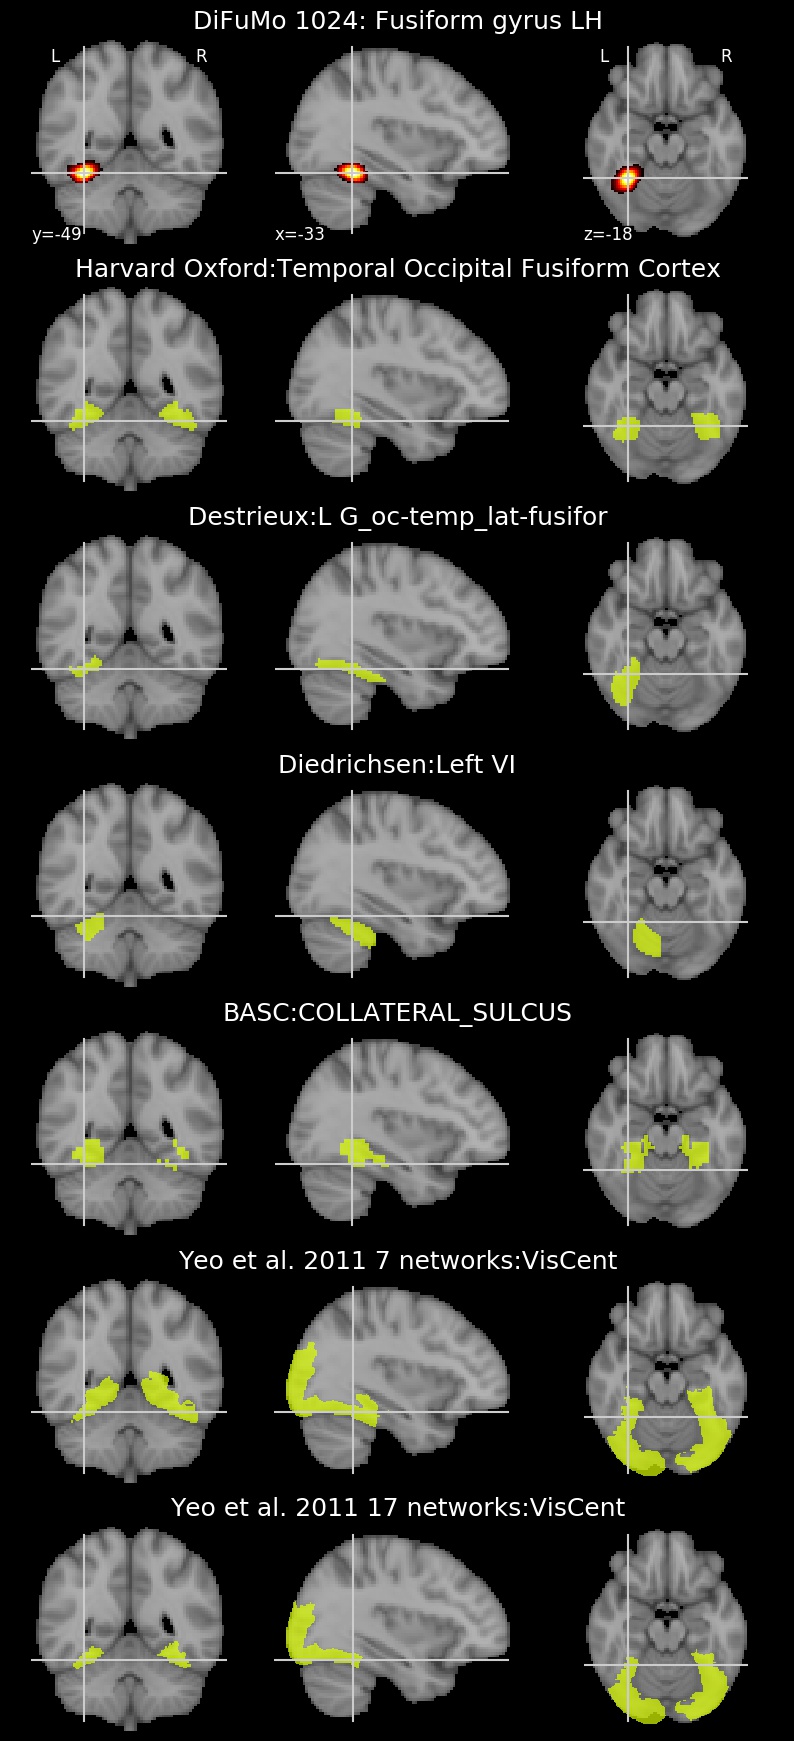 DiFuMo 1024: Fusiform gyrus LH
L R L R
y=-49 x=-33 z=-18
Harvard Oxford:Temporal Occipital Fusiform Cortex
Destrieux:L G_oc-temp_lat-fusifor
Diedrichsen:Left VI
BASC:COLLATERAL_SULCUS
Yeo et al. 2011 7 networks:VisCent
Yeo et al. 2011 17 networks:VisCent